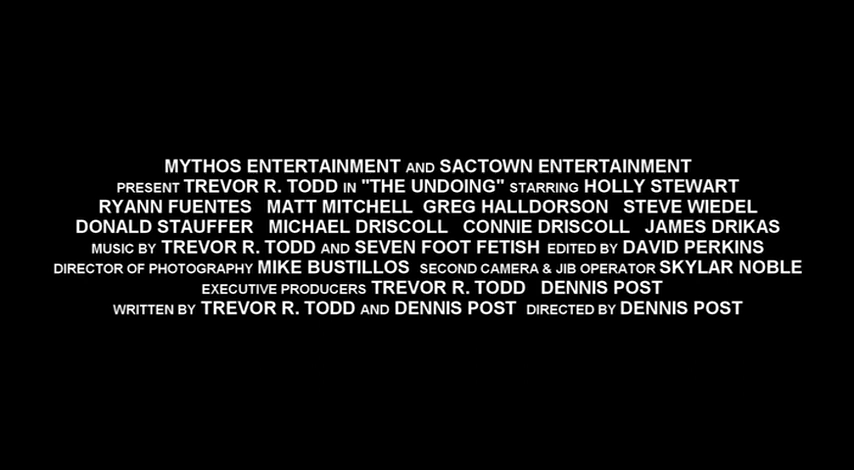 MYTHOS ENTERTAINMENT AND SACTOWN ENTERTAINMENT
PRESENT TREVOR R. TODD IN "THE UNDOING" STARRING HOLLY STEWART
RYANN FUENTES MATT MITCHELL GREG HALLDORSON STEVE WIEDEL
DONALD STAUFFER MICHAEL DRISCOLL CONNIE DRISCOLL JAMES DRIKAS
MUSIC BY TREVOR R. TODD AND SEVEN FOOT FETISH EDITED BY DAVID PERKINS
DIRECTOR OF PHOTOGRAPHY MIKE BUSTILLOS SECOND CAMERA & JIB OPERATOR SKYLAR NOBLE
EXECUTIVE PRODUCERS TREVOR R. TODD DENNIS POST
WRITTEN BY TREVOR R. TODD AND DENNIS POST DIRECTED BY DENNIS POST